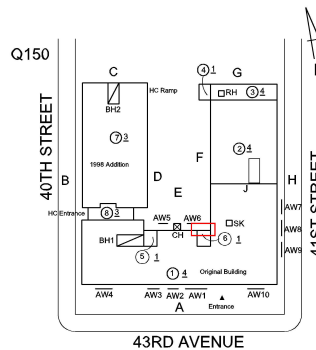 Q150
C
G
④ 1
HC Ramp
RH
③ 4
BH2
⑦ 3
② 4
1998 Addition
F
40TH STREET
B
D
E
J
H
41ST STREET
AW7
⑧ 3
HC Entrance
AW5
AW6
SK
AW8
BH1
CH
⑤ 1
⑥ 1
AW9
① 4
Original Building
AW4
AW3
AW2
AW1
AW10
A
Entrance
43RD AVENUE